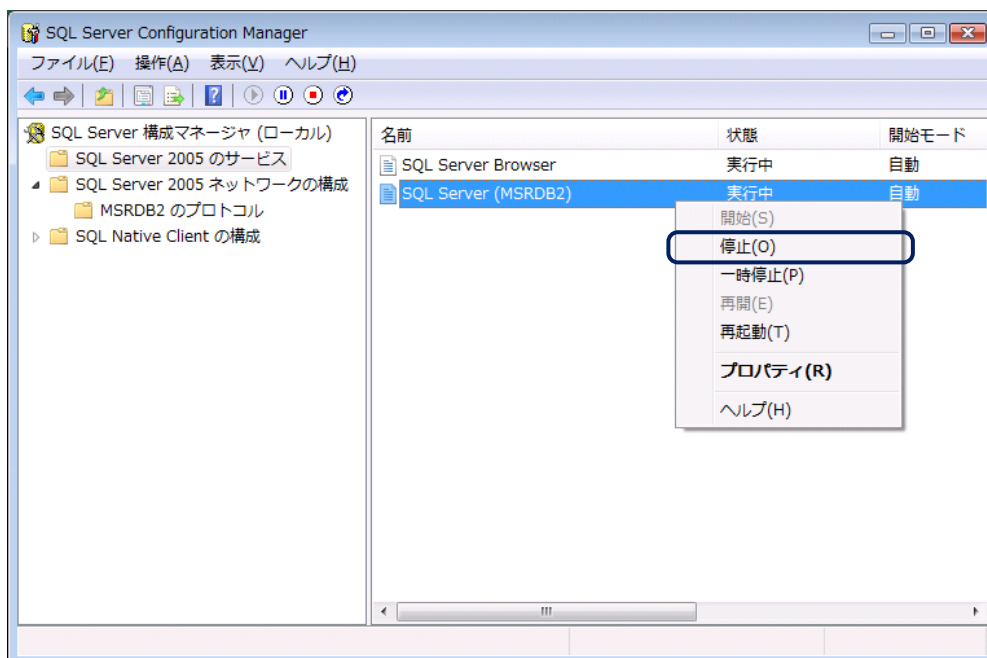 SQL Server Configuration Manager
ファイル(F) 操作(A) 表示(V) ヘルプ(H)
SQL Server 構成マネージャ (ローカル)
SQL Server 2005 のサービス
SQL Server 2005 ネットワークの構成
MSRDB2 のプロトコル
SQL Native Client の構成
名前 状態 開始モード
SQL Server Browser 実行中 自動
SQL Server (MSRDB2) 実行中 自動
開始(S)
停止(O)
一時停止(P)
再開(E)
再起動(T)
プロパティ(R)
ヘルプ(H)